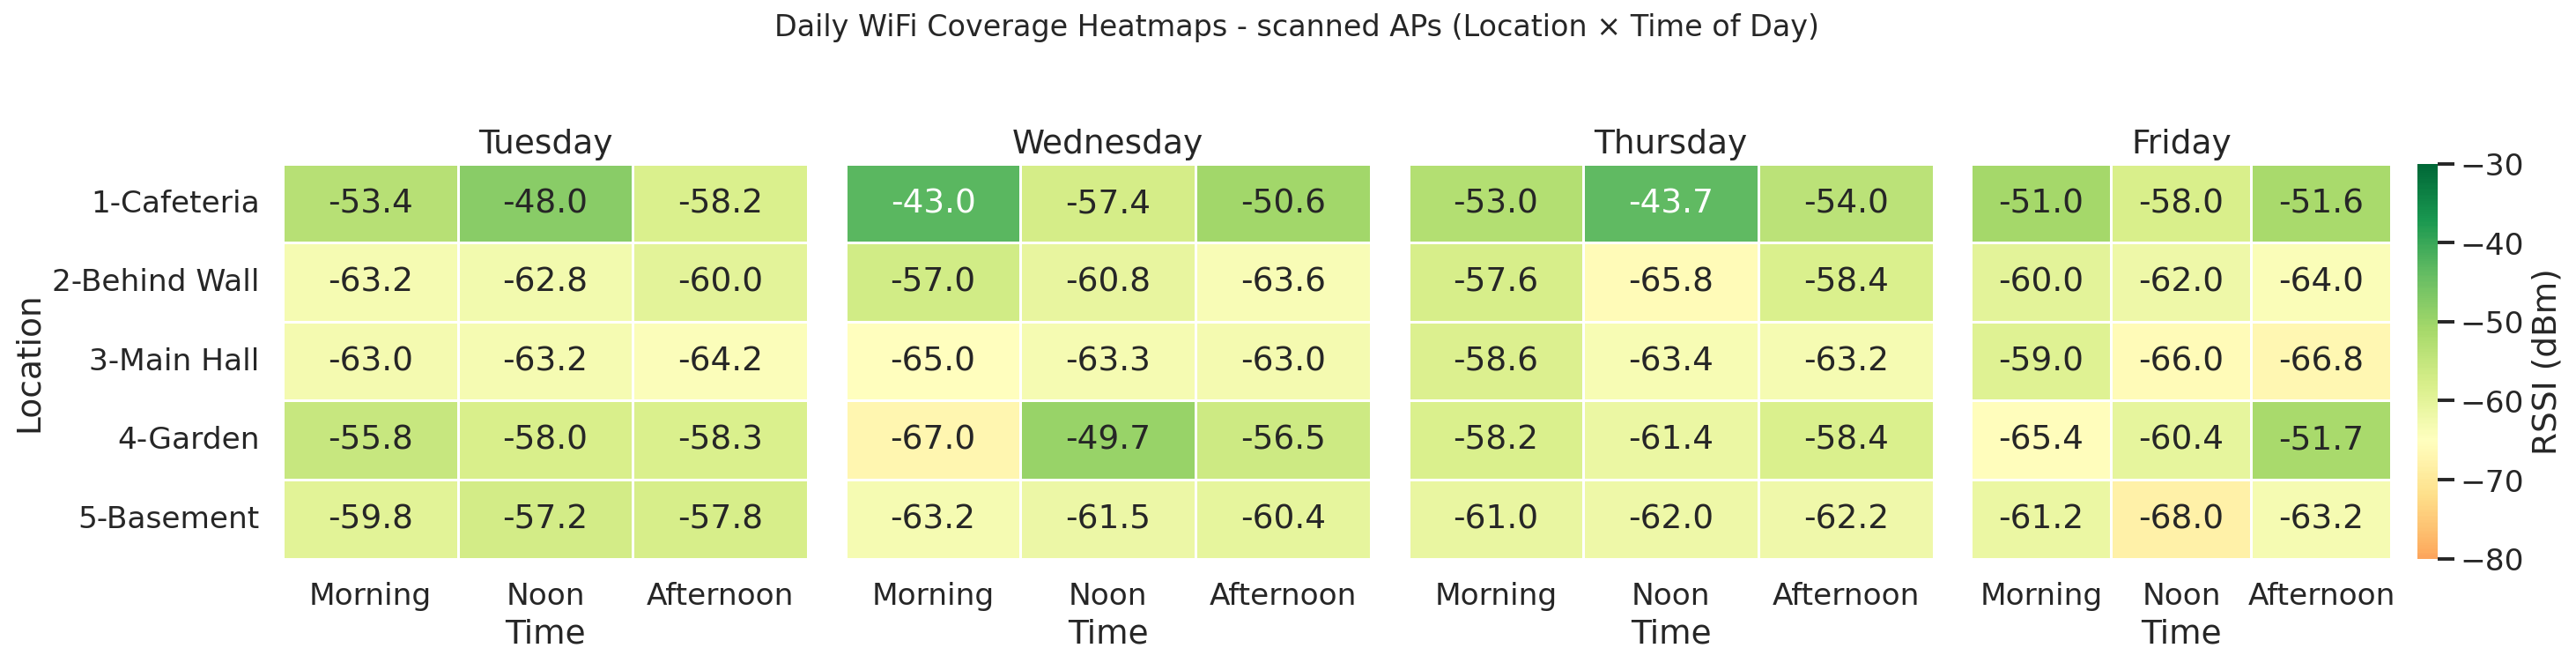 Daily WiFi Coverage Heatmaps - scanned APs (Location × Time of Day)
Tuesday Wednesday Thursday Friday
1-Cafeteria -53.4 -48.0 -58.2 -43.0 -57.4 -50.6 -53.0 -43.7 -54.0 -51.0 -58.0 -51.6
2-Behind Wall -63.2 -62.8 -60.0 -57.0 -60.8 -63.6 -57.6 -65.8 -58.4 -60.0 -62.0 -64.0
3-Main Hall -63.0 -63.2 -64.2 -65.0 -63.3 -63.0 -58.6 -63.4 -63.2 -59.0 -66.0 -66.8
4-Garden -55.8 -58.0 -58.3 -67.0 -49.7 -56.5 -58.2 -61.4 -58.4 -65.4 -60.4 -51.7
5-Basement -59.8 -57.2 -57.8 -63.2 -61.5 -60.4 -61.0 -62.0 -62.2 -61.2 -68.0 -63.2
Morning Noon Afternoon Morning Noon Afternoon Morning Noon Afternoon Morning Noon Afternoon
Time Time Time Time
Location
−30
−40
−50
−60
−70
−80
RSSI (dBm)